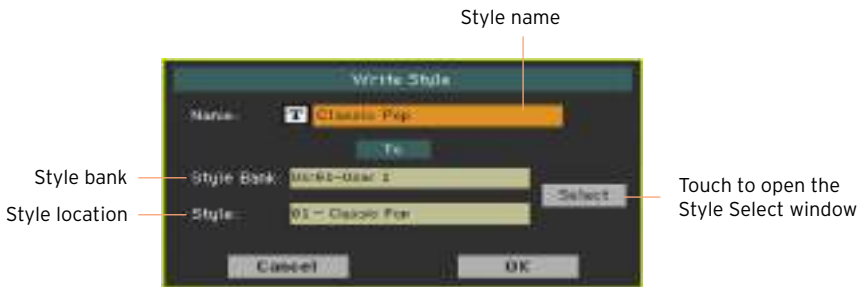 Style name
Write Style
Name: T Classic Pop
To
Style bank
Style Bank: Usr01-User 1
Select
Touch to open the
Style Select window
Style location
Style: 01 - Classic Pop
Cancel OK